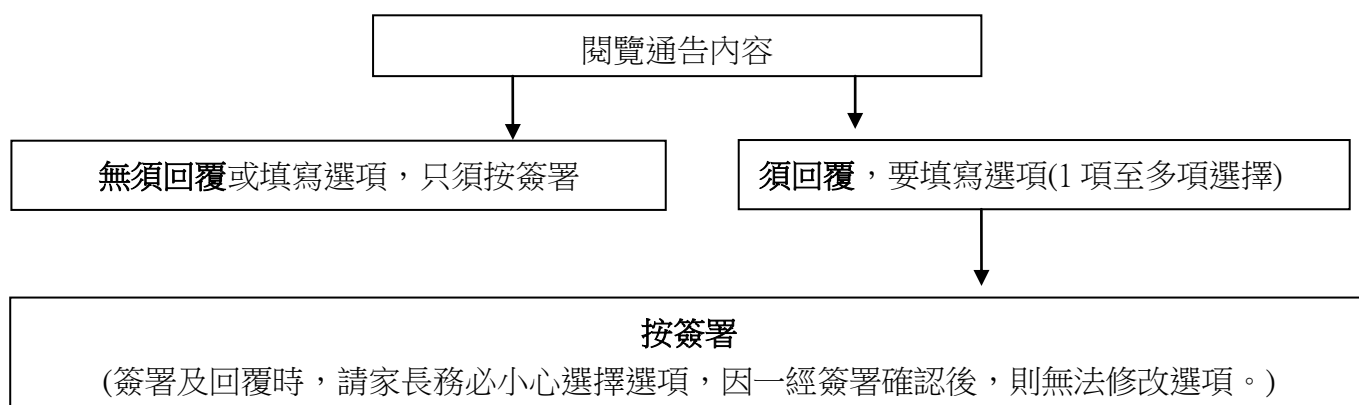 閱覽通告內容
無須回覆或填寫選項，只須按簽署
須回覆，要填寫選項(1 項至多項選擇)
按簽署
(簽署及回覆時，請家長務必小心選擇選項，因一經簽署確認後，則無法修改選項。)